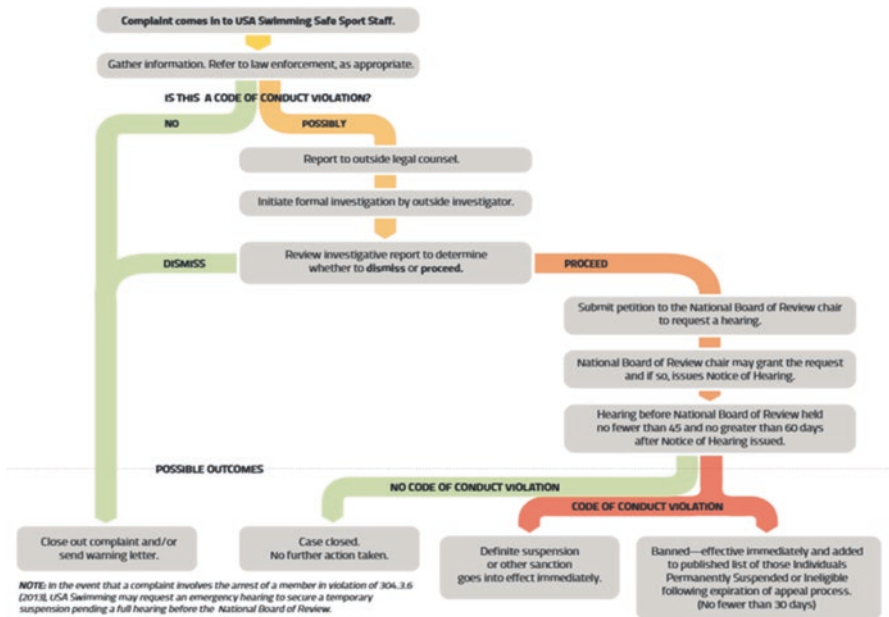 Complaint comes in to USA Swimming Safe Sport Staff.
Gather information. Refer to law enforcement, as appropriate.
IS THIS A CODE OF CONDUCT VIOLATION?
NO
POSSIBLY
Report to outside legal counsel.
Initiate formal investigation by outside investigator.
Review investigative report to determine
whether to dismiss or proceed.
DISMISS
PROCEED
Submit petition to the National Board of Review chair
to request a hearing.
National Board of Review chair may grant the request
and if so, issues Notice of Hearing.
Hearing before National Board of Review held
no fewer than 45 and no greater than 60 days
after Notice of Hearing issued.
POSSIBLE OUTCOMES
NO CODE OF CONDUCT VIOLATION
CODE OF CONDUCT VIOLATION
Close out complaint and/or
send warning letter.
Case closed.
No further action taken.
Definite suspension
or other sanction
goes into effect immediately.
Banned—effective immediately and added
to published list of those Individuals
Permanently Suspended or Ineligible
following expiration of appeal process.
(No fewer than 30 days)
NOTE: In the event that a complaint involves the arrest of a member in violation of 304.3.6
(2013), USA Swimming may request an emergency hearing to secure a temporary
suspension pending a full hearing before the National Board of Review.